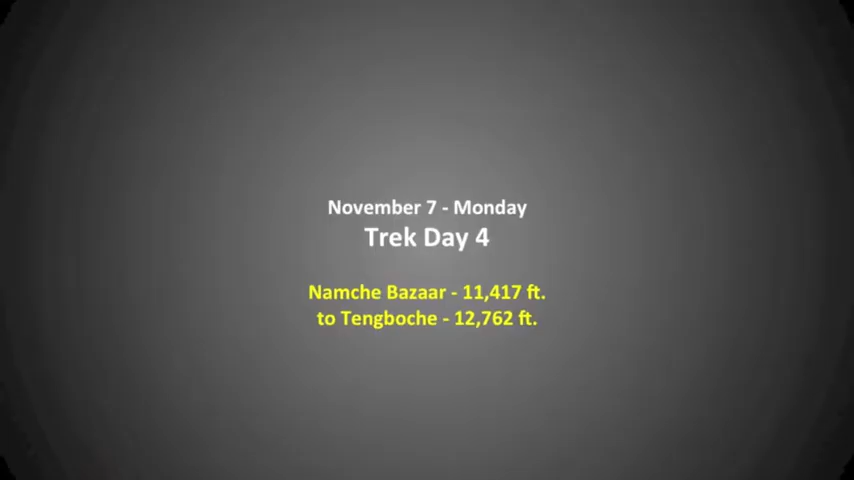 November 7 - Monday
Trek Day 4
Namche Bazaar - 11,417 ft.
to Tengboche - 12,762 ft.